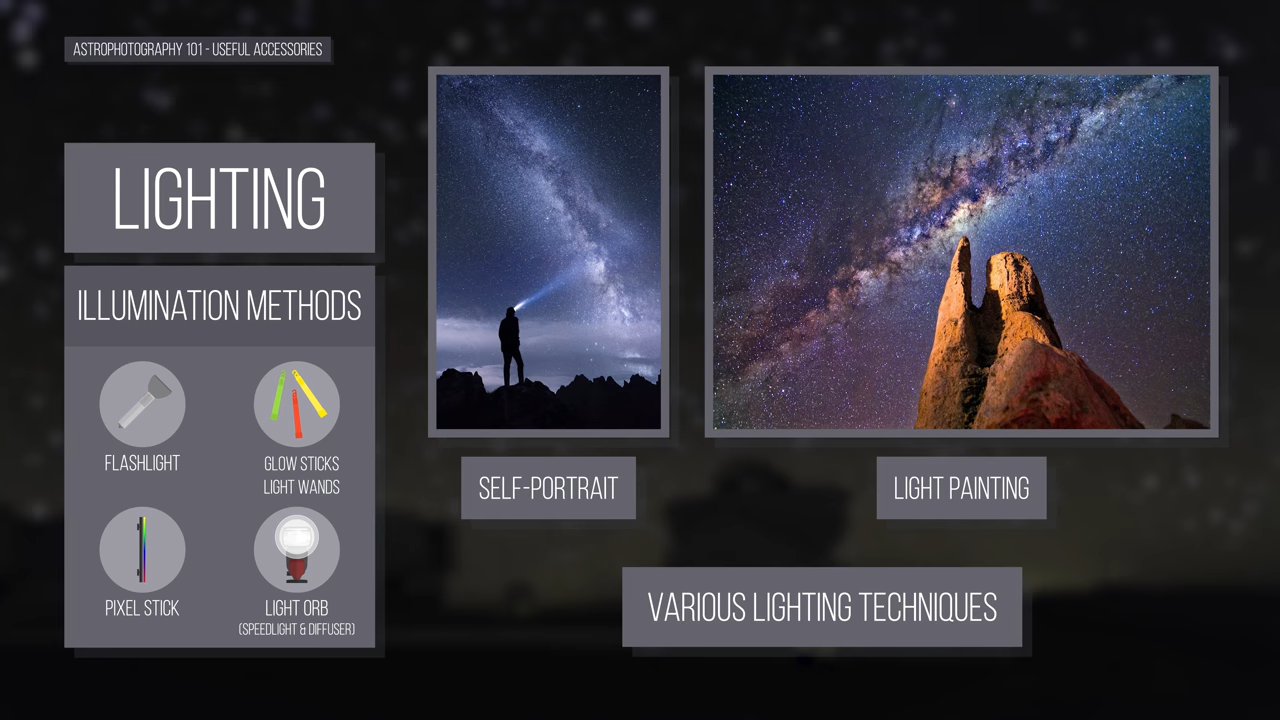 ASTROPHOTOGRAPHY 101 - USEFUL ACCESSORIES
LIGHTING
ILLUMINATION METHODS
FLASHLIGHT
GLOW STICKS
LIGHT WANDS
PIXEL STICK
LIGHT ORB
(SPEEDLIGHT & DIFFUSER)
SELF-PORTRAIT
LIGHT PAINTING
VARIOUS LIGHTING TECHNIQUES